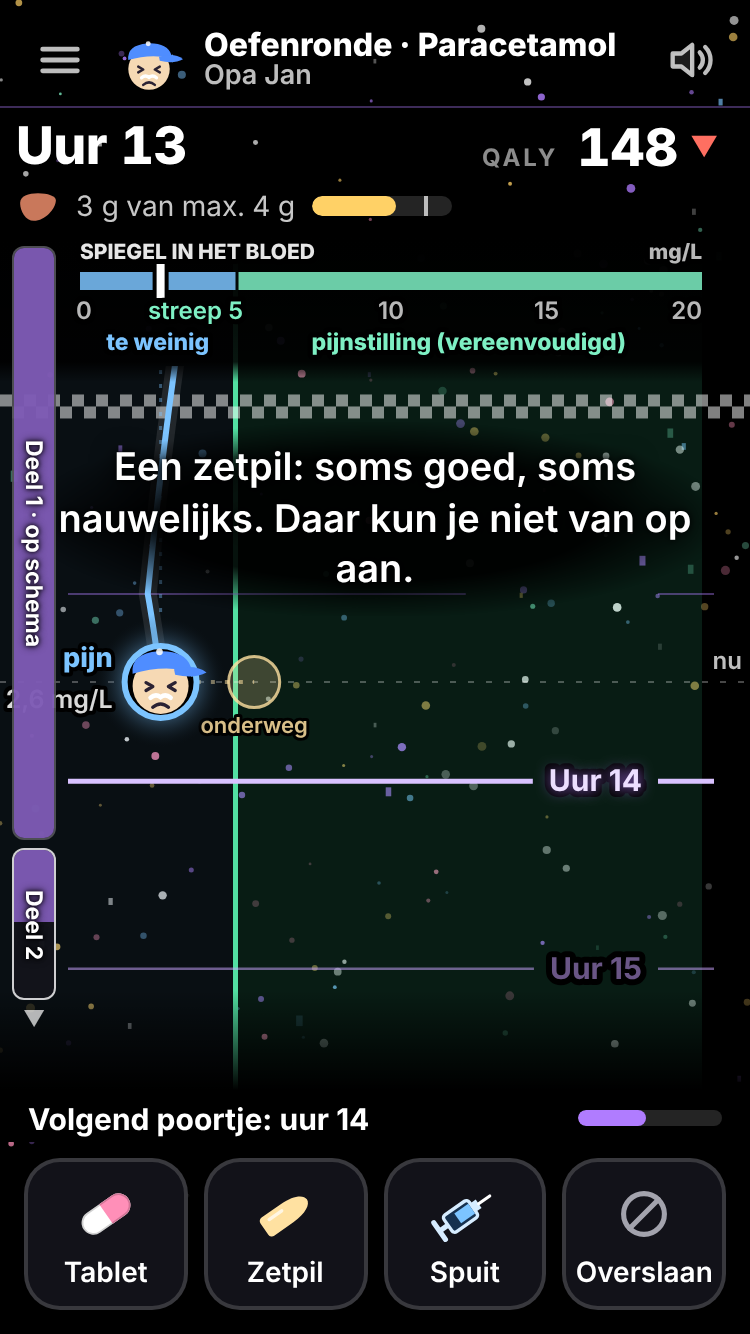 Oefenronde · Paracetamol
Opa Jan
Uur 13
QALY 148
3 g van max. 4 g
SPIEGEL IN HET BLOED mg/L
0 streep 5 10 15 20
te weinig pijnstilling (vereenvoudigd)
Deel 1 · op schema
Een zetpil: soms goed, soms
nauwelijks. Daar kun je niet van op
aan.
pijn
nu
2,6 mg/L
onderweg
Uur 14
Deel 2
Uur 15
Volgend poortje: uur 14
Tablet
Zetpil
Spuit
Overslaan